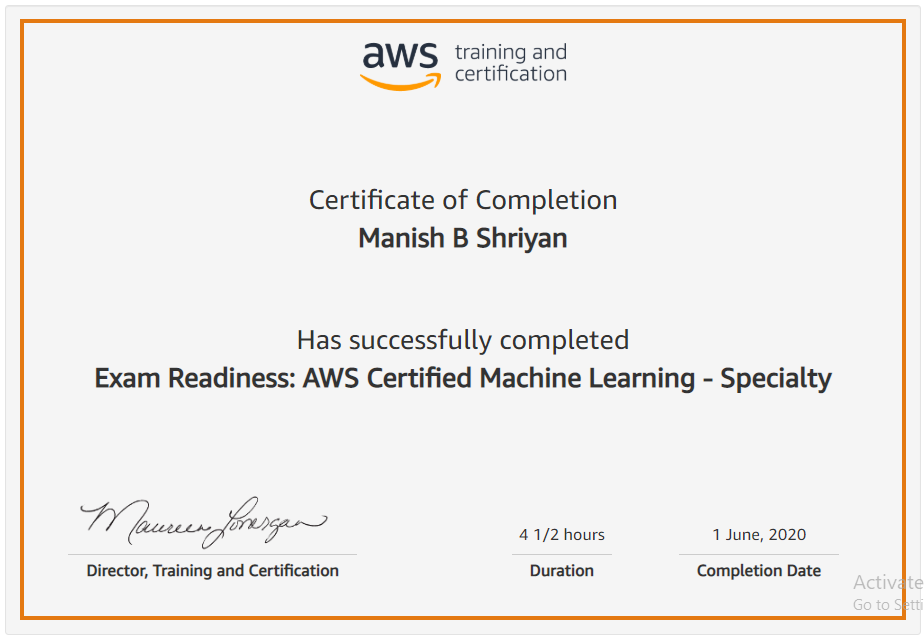 aws training and
certification
Certificate of Completion
Manish B Shriyan
Has successfully completed
Exam Readiness: AWS Certified Machine Learning - Specialty
Maureen Lonergan
4 1/2 hours
1 June, 2020
Director, Training and Certification
Duration
Completion Date
Activate
Go to Setti